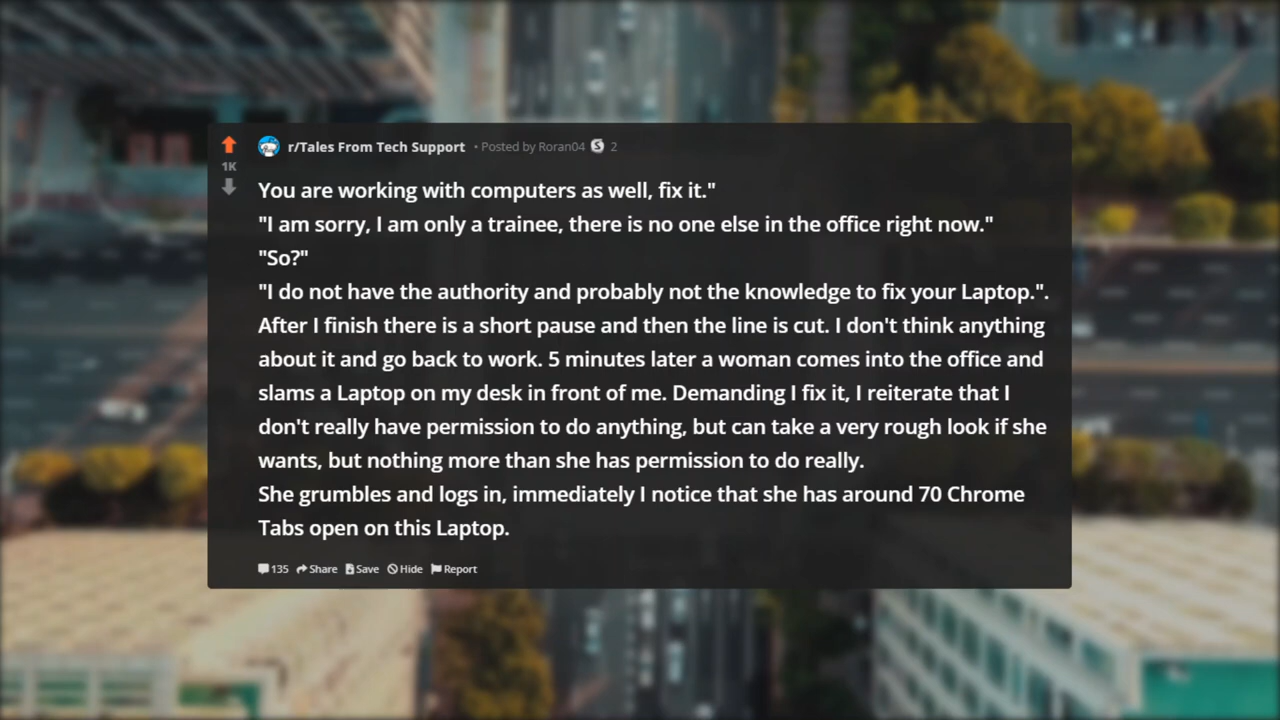 r/Tales From Tech Support • Posted by Roran04 S 2
1K
You are working with computers as well, fix it."
"I am sorry, I am only a trainee, there is no one else in the office right now."
"So?"
"I do not have the authority and probably not the knowledge to fix your Laptop.".
After I finish there is a short pause and then the line is cut. I don't think anything
about it and go back to work. 5 minutes later a woman comes into the office and
slams a Laptop on my desk in front of me. Demanding I fix it, I reiterate that I
don't really have permission to do anything, but can take a very rough look if she
wants, but nothing more than she has permission to do really.
She grumbles and logs in, immediately I notice that she has around 70 Chrome
Tabs open on this Laptop.
135 Share Save Hide Report